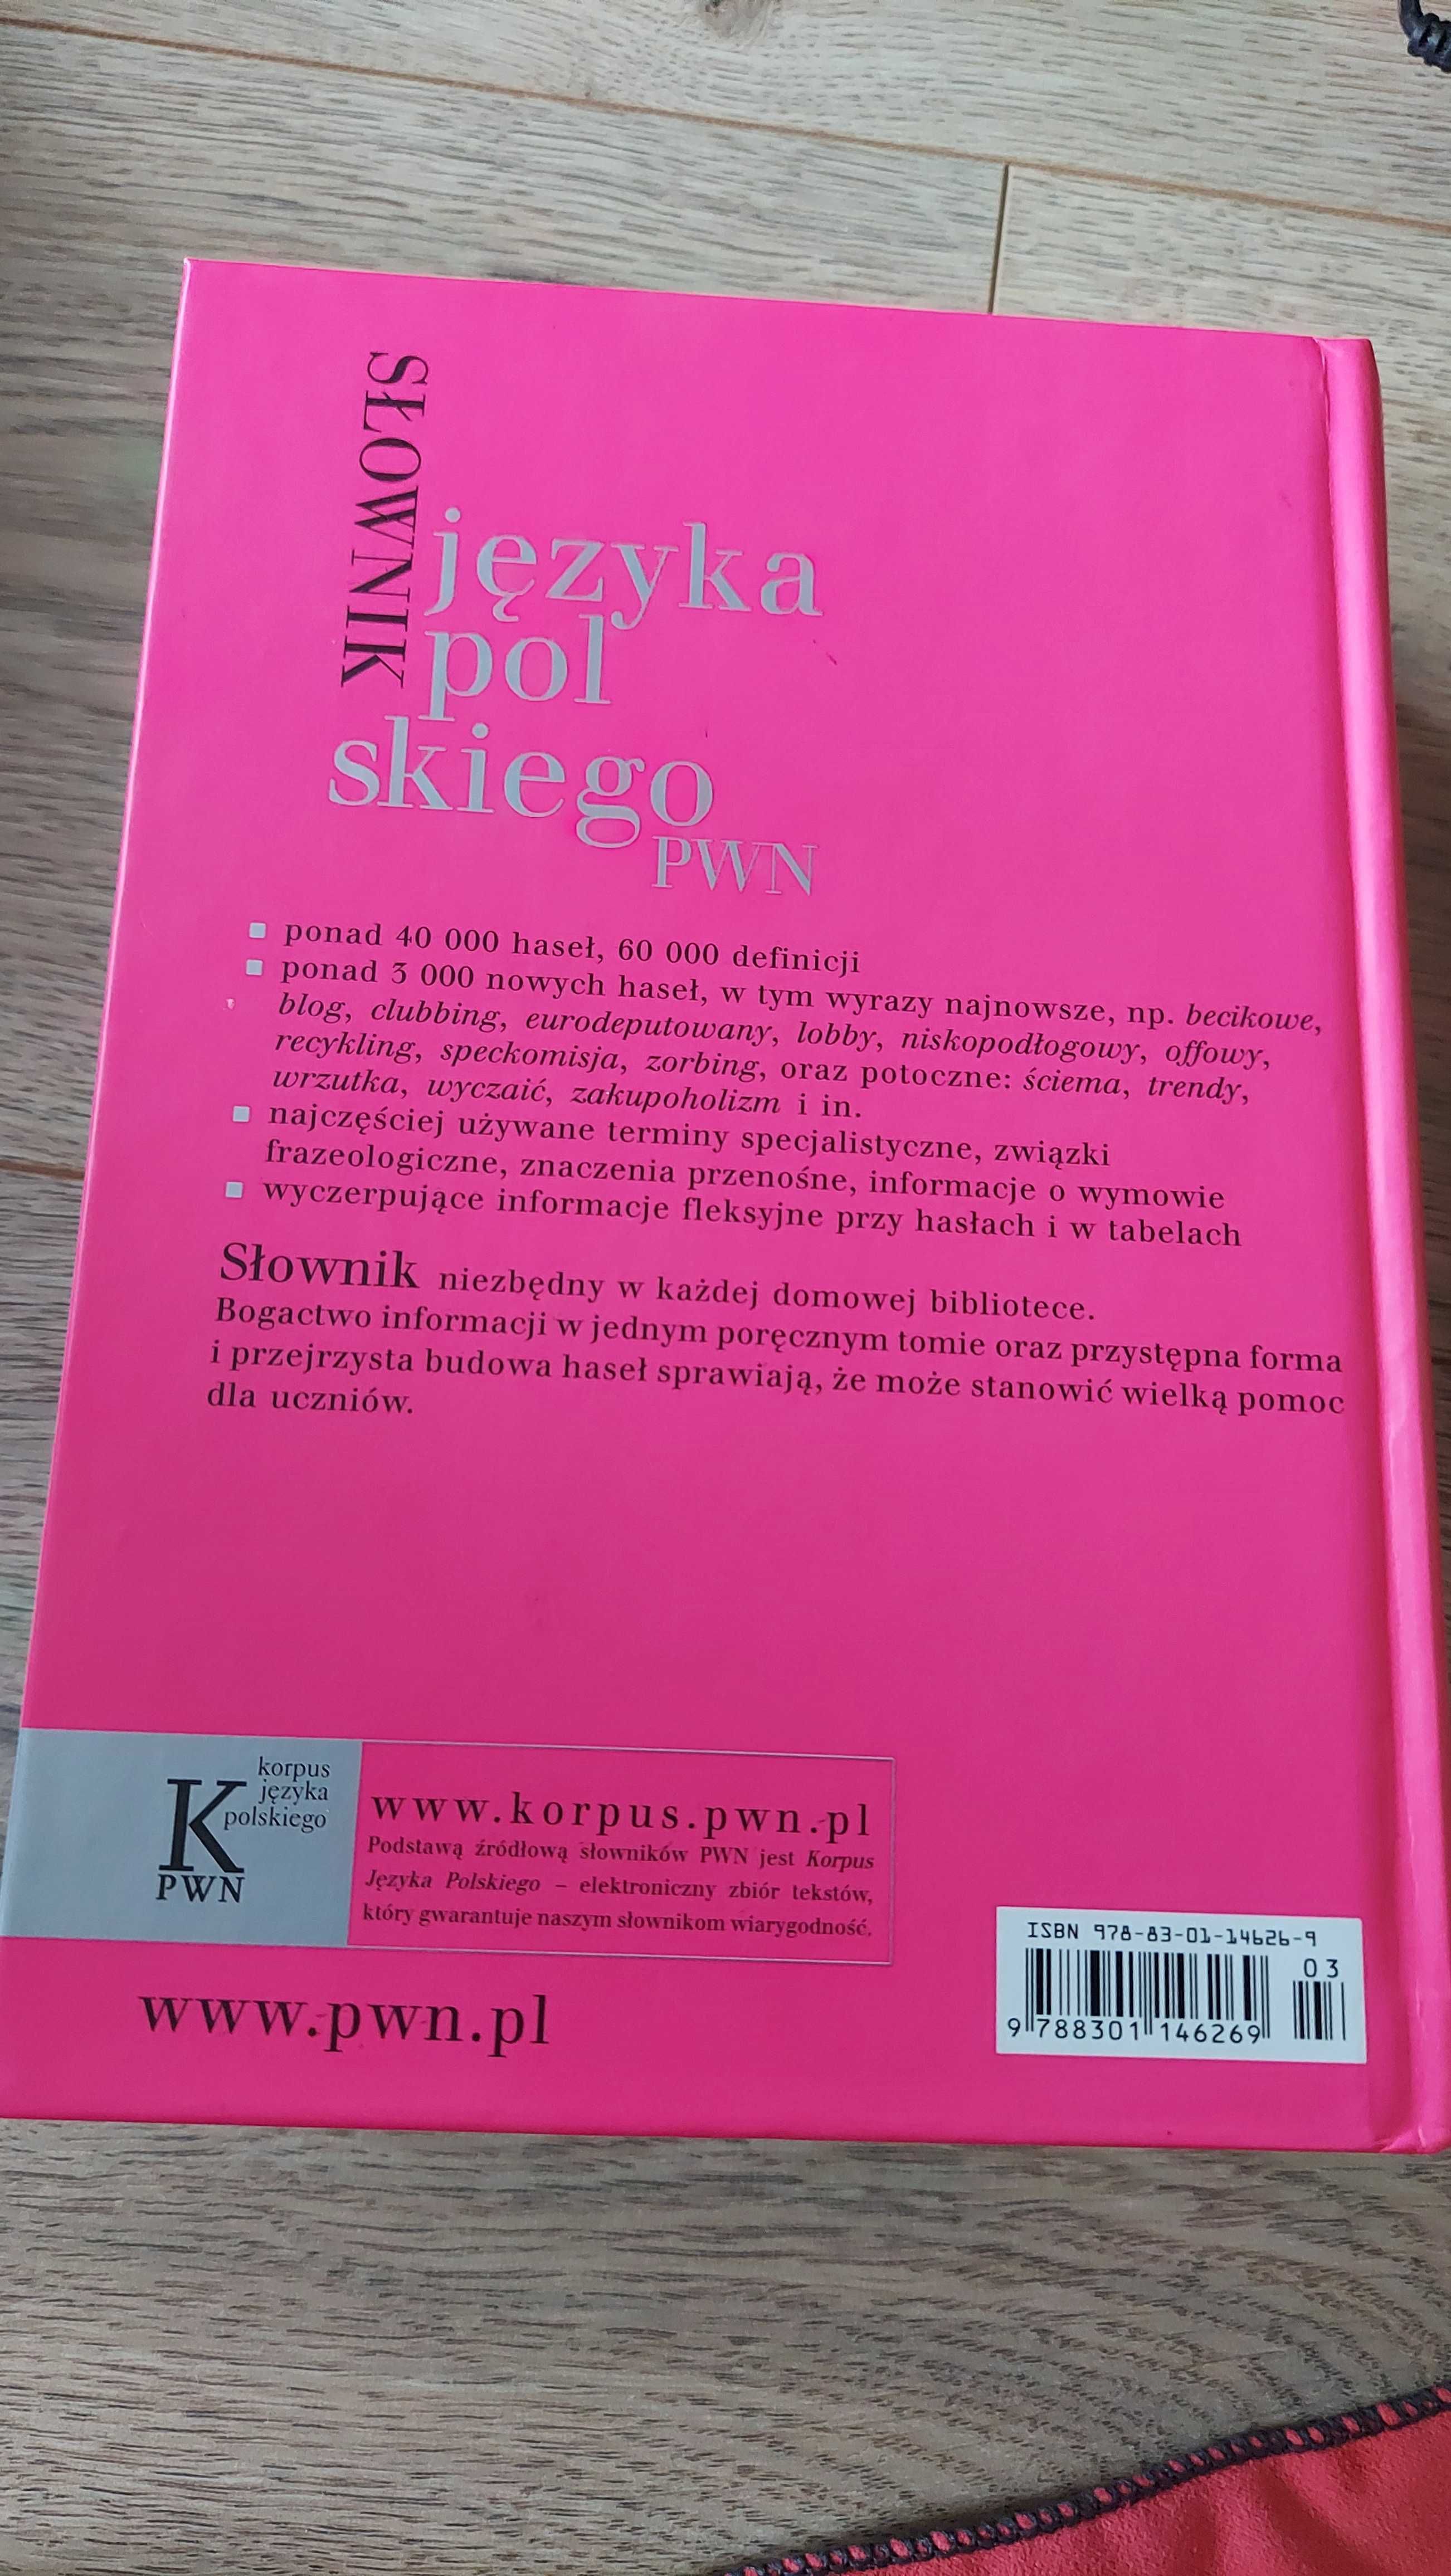 SŁOWNIK
języka
pol
skiego
PWN
ponad 40 000 haseł, 60 000 definicji
ponad 3 000 nowych haseł, w tym wyrazy najnowsze, np. becikowe,
blog, clubbing, eurodeputowany, lobby, niskopodłogowy, offowy,
recykling, speckomisja, zorbing, oraz potoczne: ściema, trendy,
wrzutka, wyczaić, zakupoholizm i in.
najczęściej używane terminy specjalistyczne, związki
frazeologiczne, znaczenia przenośne, informacje o wymowie
wyczerpujące informacje fleksyjne przy hasłach i w tabelach
Słownik niezbędny w każdej domowej bibliotece.
Bogactwo informacji w jednym poręcznym tomie oraz przystępna forma
i przejrzysta budowa haseł sprawiają, że może stanowić wielką pomoc
dla uczniów.
korpus
języka
polskiego
K
PWN
www.korpus.pwn.pl
Podstawą źródłową słowników PWN jest Korpus
Języka Polskiego – elektroniczny zbiór tekstów,
który gwarantuje naszym słownikom wiarygodność.
www.pwn.pl
ISBN 978-83-01-14626-9
03
9 788301 146269